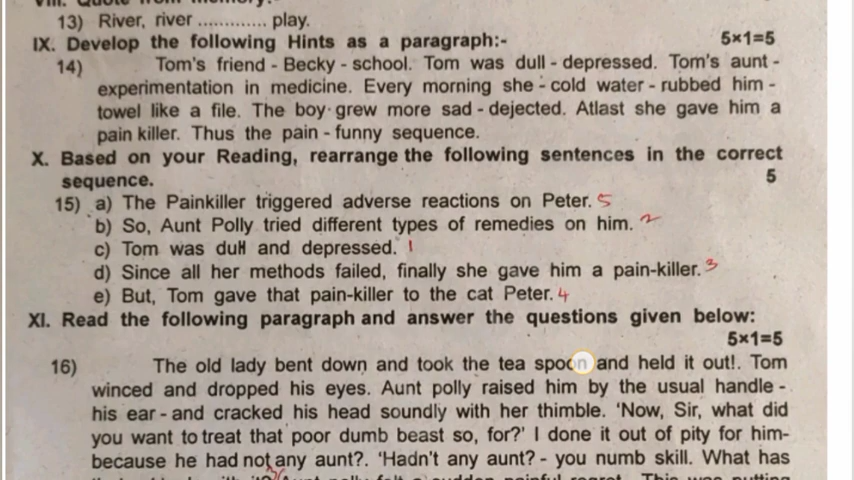 13) River, river ............. play.
IX. Develop the following Hints as a paragraph:- 5×1=5
14) Tom's friend - Becky - school. Tom was dull - depressed. Tom's aunt -
experimentation in medicine. Every morning she - cold water - rubbed him -
towel like a file. The boy grew more sad - dejected. Atlast she gave him a
pain killer. Thus the pain - funny sequence.
X. Based on your Reading, rearrange the following sentences in the correct
sequence. 5
15) a) The Painkiller triggered adverse reactions on Peter. 5
b) So, Aunt Polly tried different types of remedies on him. 2
c) Tom was dull and depressed. 1
d) Since all her methods failed, finally she gave him a pain-killer. 3
e) But, Tom gave that pain-killer to the cat Peter. 4
XI. Read the following paragraph and answer the questions given below:
5×1=5
16) The old lady bent down and took the tea spoon and held it out!. Tom
winced and dropped his eyes. Aunt polly raised him by the usual handle -
his ear - and cracked his head soundly with her thimble. 'Now, Sir, what did
you want to treat that poor dumb beast so, for?' I done it out of pity for him-
because he had not any aunt?. 'Hadn't any aunt? - you numb skill. What has